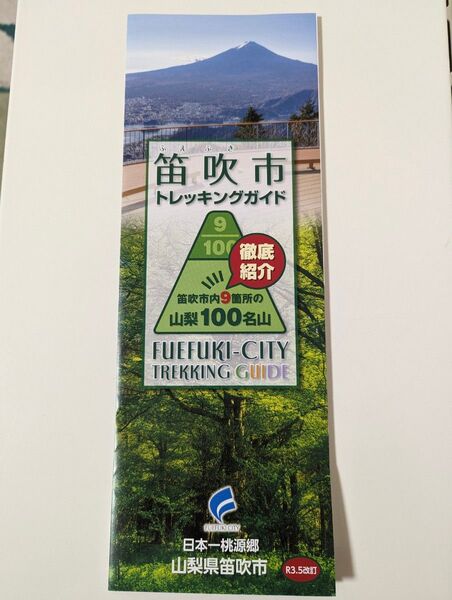 ふえふき
笛吹市
トレッキングガイド
9
100
徹底
紹介
笛吹市内9箇所の
山梨100名山
FUEFUKI-CITY
TREKKING GUIDE
FUEFUKI CITY
日本一桃源郷
山梨県笛吹市
R3.5改訂